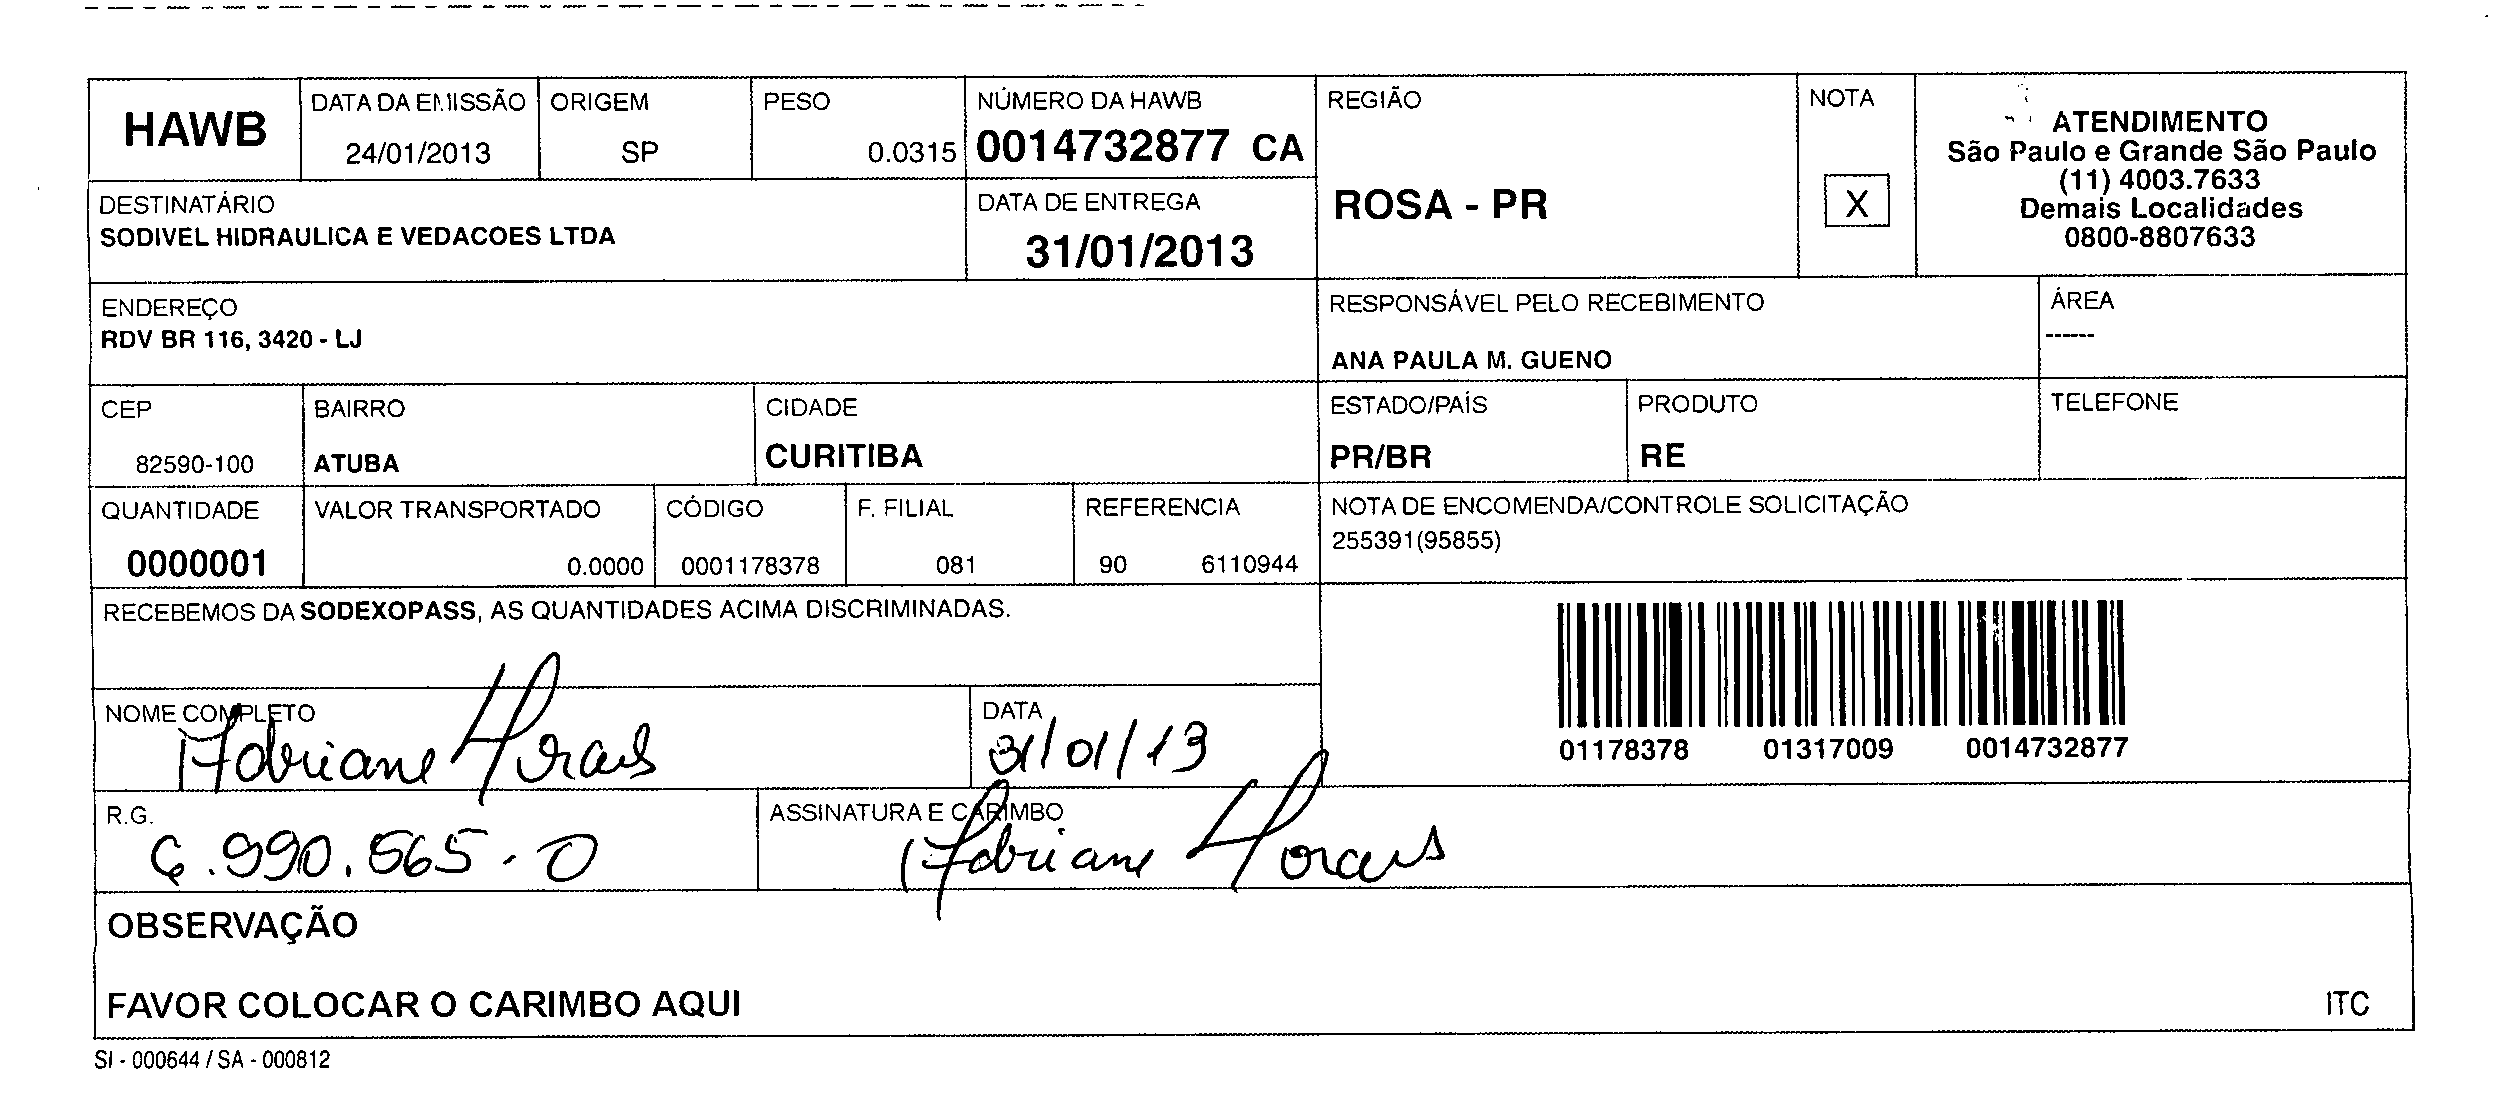 HAWB
DATA DA EMISSÃO
24/01/2013
ORIGEM
SP
PESO
0.0315
NÚMERO DA HAWB
0014732877 CA
REGIÃO
ROSA - PR
NOTA
X
ATENDIMENTO
São Paulo e Grande São Paulo
(11) 4003.7633
Demais Localidades
0800-8807633
DESTINATÁRIO
SODIVEL HIDRAULICA E VEDACOES LTDA
DATA DE ENTREGA
31/01/2013
ENDEREÇO
RDV BR 116, 3420 - LJ
RESPONSÁVEL PELO RECEBIMENTO
ANA PAULA M. GUENO
ÁREA
------
CEP
82590-100
BAIRRO
ATUBA
CIDADE
CURITIBA
ESTADO/PAÍS
PR/BR
PRODUTO
RE
TELEFONE
QUANTIDADE
0000001
VALOR TRANSPORTADO
0.0000
CÓDIGO
0001178378
F. FILIAL
081
REFERENCIA
90 6110944
NOTA DE ENCOMENDA/CONTROLE SOLICITAÇÃO
255391(95855)
RECEBEMOS DA SODEXOPASS, AS QUANTIDADES ACIMA DISCRIMINADAS.
01178378 01317009 0014732877
NOME COMPLETO
Adriane Moraes
DATA
31/01/13
R.G.
6.990.565-0
ASSINATURA E CARIMBO
Adriane Moraes
OBSERVAÇÃO
FAVOR COLOCAR O CARIMBO AQUI
ITC
SI - 000644 / SA - 000812